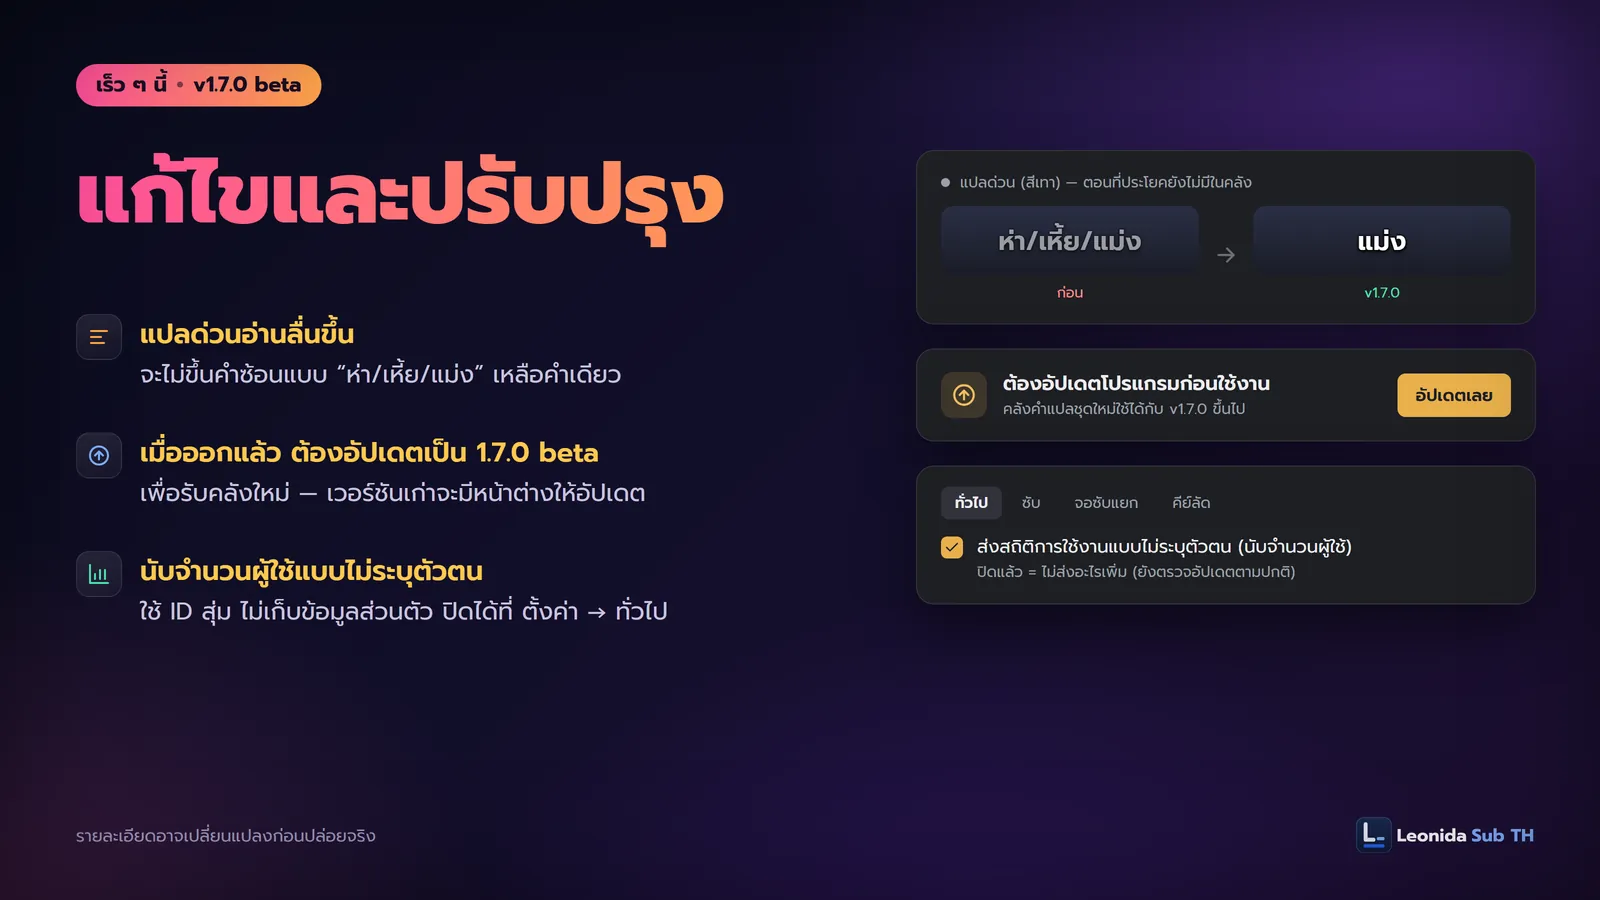 เร็ว ๆ นี้ • v1.7.0 beta
แก้ไขและปรับปรุง
แปลด่วนอ่านลื่นขึ้น
จะไม่ขึ้นคำซ้อนแบบ “ห่า/เหี้ย/แม่ง” เหลือคำเดียว
เมื่อออกแล้ว ต้องอัปเดตเป็น 1.7.0 beta
เพื่อรับคลังใหม่ — เวอร์ชันเก่าจะมีหน้าต่างให้อัปเดต
นับจำนวนผู้ใช้แบบไม่ระบุตัวตน
ใช้ ID สุ่ม ไม่เก็บข้อมูลส่วนตัว ปิดได้ที่ ตั้งค่า → ทั่วไป
แปลด่วน (สีเทา) — ตอนที่ประโยคยังไม่มีในคลัง
ห่า/เหี้ย/แม่ง → แม่ง
ก่อน v1.7.0
ต้องอัปเดตโปรแกรมก่อนใช้งาน
คลังคำแปลชุดใหม่ใช้ได้กับ v1.7.0 ขึ้นไป
อัปเดตเลย
ทั่วไป ซับ จอซับแยก คีย์ลัด
ส่งสถิติการใช้งานแบบไม่ระบุตัวตน (นับจำนวนผู้ใช้)
ปิดแล้ว = ไม่ส่งอะไรเพิ่ม (ยังตรวจอัปเดตตามปกติ)
รายละเอียดอาจเปลี่ยนแปลงก่อนปล่อยจริง
Leonida Sub TH